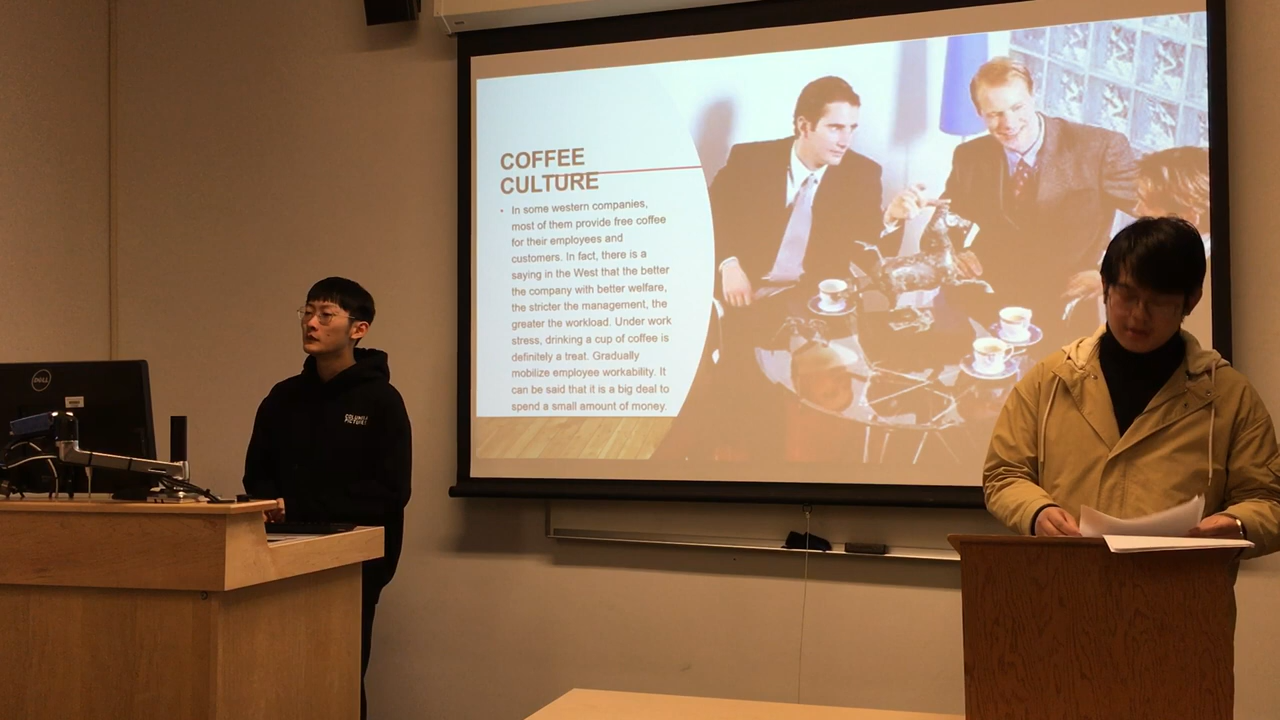 COFFEE
CULTURE
• In some western companies,
most of them provide free coffee
for their employees and
customers. In fact, there is a
saying in the West that the better
the company with better welfare,
the stricter the management, the
greater the workload. Under work
stress, drinking a cup of coffee is
definitely a treat. Gradually
mobilize employee workability. It
can be said that it is a big deal to
spend a small amount of money.
DELL
COLUMBIA
PICTURES